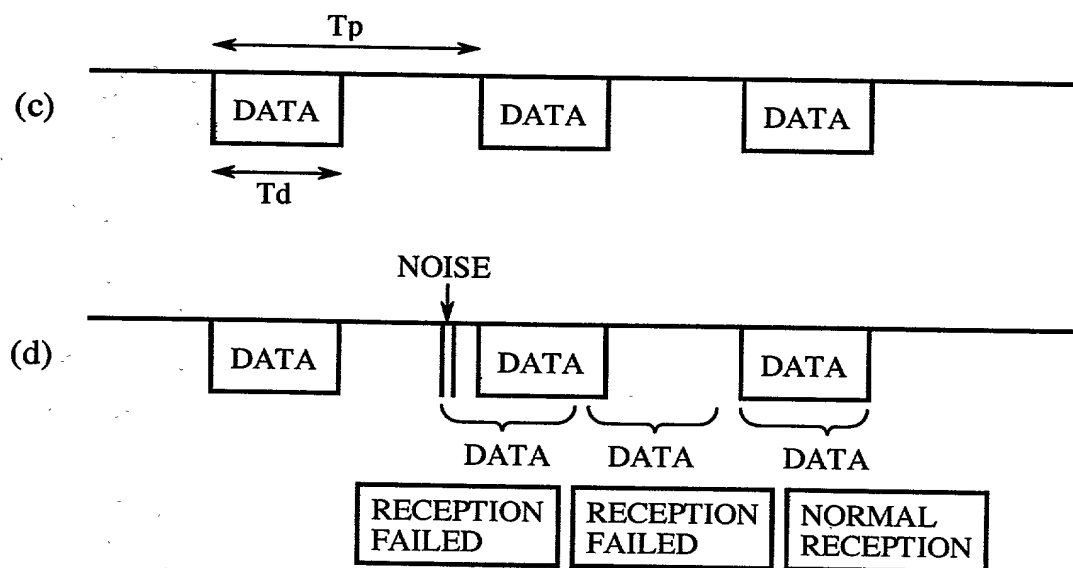 Tp
(c)
DATA DATA DATA
Td
NOISE
(d)
DATA DATA DATA
DATA DATA DATA
RECEPTION FAILED
RECEPTION FAILED
NORMAL RECEPTION